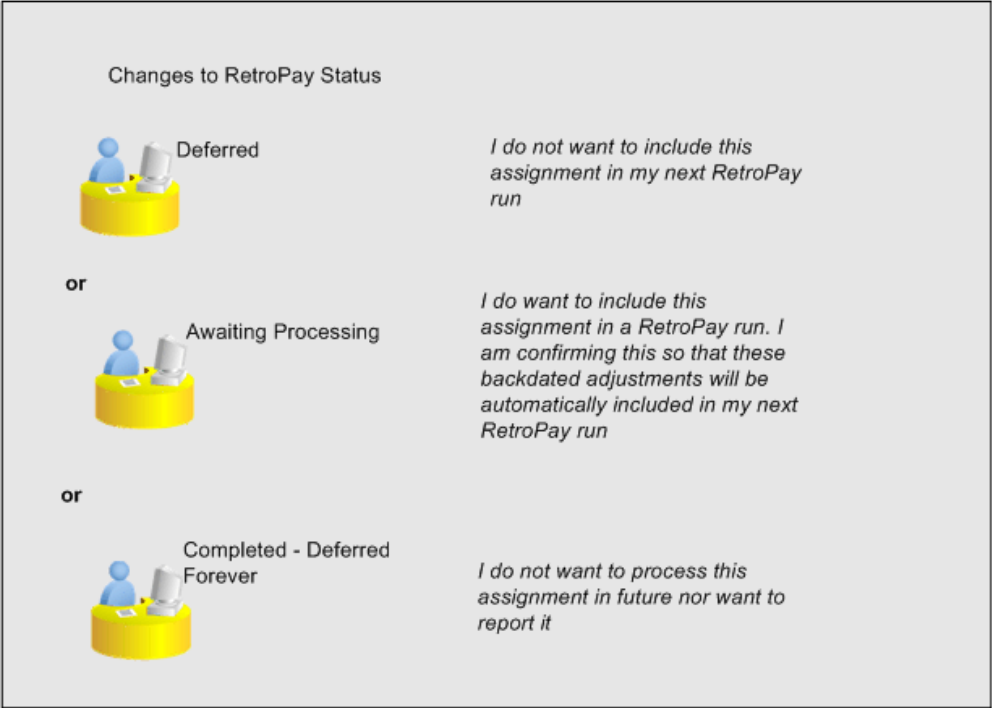 Changes to RetroPay Status
Deferred
I do not want to include this
assignment in my next RetroPay
run
or
Awaiting Processing
I do want to include this
assignment in a RetroPay run. I
am confirming this so that these
backdated adjustments will be
automatically included in my next
RetroPay run
or
Completed - Deferred
Forever
I do not want to process this
assignment in future nor want to
report it